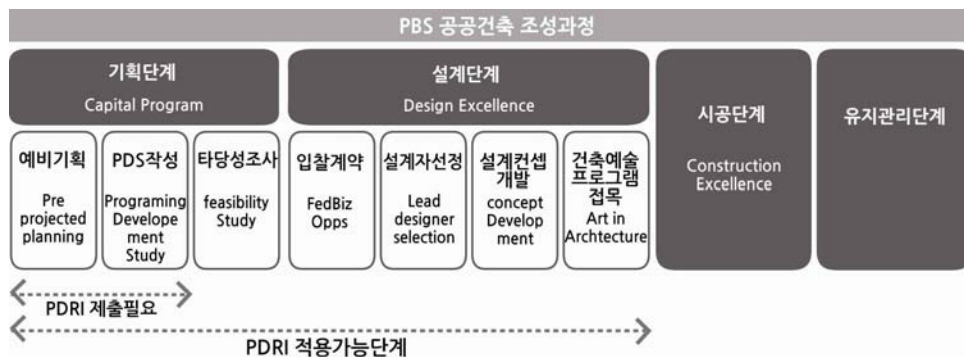 PBS 공공건축 조성과정
기획단계
Capital Program
설계단계
Design Excellence
시공단계
Construction
Excellence
유지관리단계
예비기획
Pre
projected
planning
PDS작성
Programing
Develope
ment
Study
타당성조사
feasibility
Study
입찰계약
FedBiz
Opps
설계자선정
Lead
designer
selection
설계컨셉
개발
concept
Develop
ment
건축예술
프로그램
접목
Art in
Archtecture
PDRI 제출필요
PDRI 적용가능단계